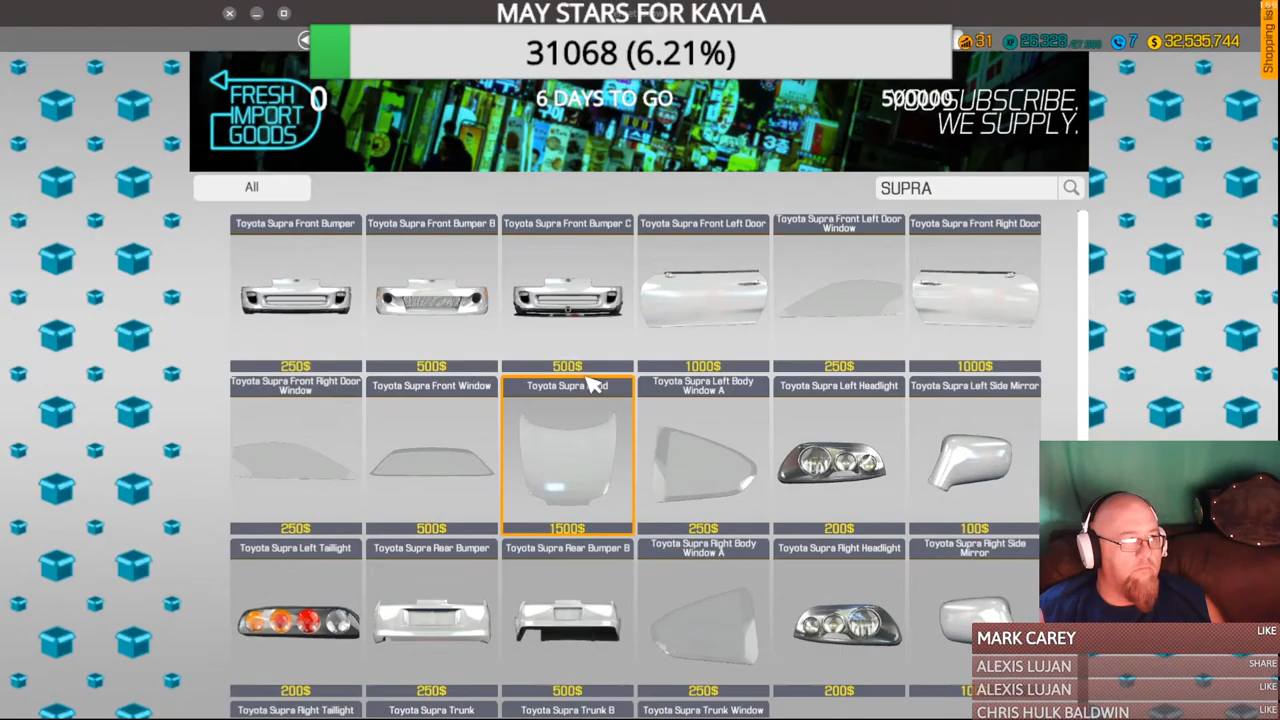 MAY STARS FOR KAYLA
31068 (6.21%)
0
6 DAYS TO GO
500000
31
7
32,535,744
Shopping lis
FRESH
IMPORT
GOODS
SUBSCRIBE.
WE SUPPLY.
All
SUPRA
Toyota Supra Front Bumper
Toyota Supra Front Bumper B
Toyota Supra Front Bumper C
Toyota Supra Front Left Door
Toyota Supra Front Left Door
Window
Toyota Supra Front Right Door
250$
500$
500$
1000$
250$
1000$
Toyota Supra Front Right Door
Window
Toyota Supra Front Window
Toyota Supra
Toyota Supra Left Body
Window A
Toyota Supra Left Headlight
Toyota Supra Left Side Mirror
250$
500$
1500$
250$
200$
100$
Toyota Supra Left Taillight
Toyota Supra Rear Bumper
Toyota Supra Rear Bumper B
Toyota Supra Right Body
Window A
Toyota Supra Right Headlight
Toyota Supra Right Side
Mirror
200$
250$
500$
250$
200$
Toyota Supra Right Taillight
Toyota Supra Trunk
Toyota Supra Trunk B
Toyota Supra Trunk Window
MARK CAREY
LIKE
ALEXIS LUJAN
SHARE
ALEXIS LUJAN
LIKE
CHRIS HULK BALDWIN
LIKE